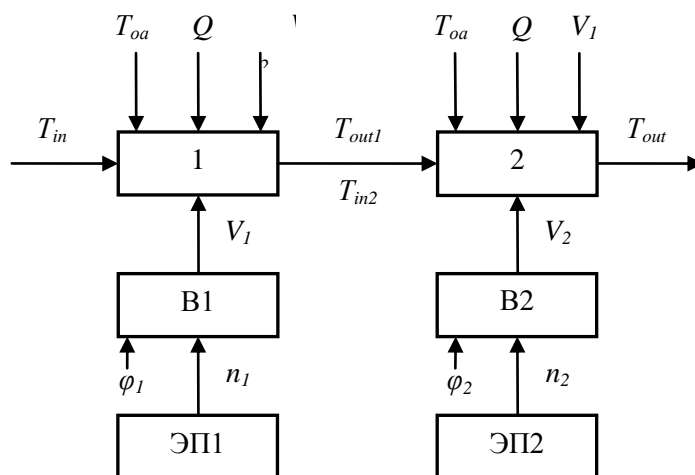 T_oa Q T_oa Q V_1
T_in 1 T_out1 2 T_out
T_in2
V_1 V_2
В1 В2
φ_1 n_1 φ_2 n_2
ЭП1 ЭП2